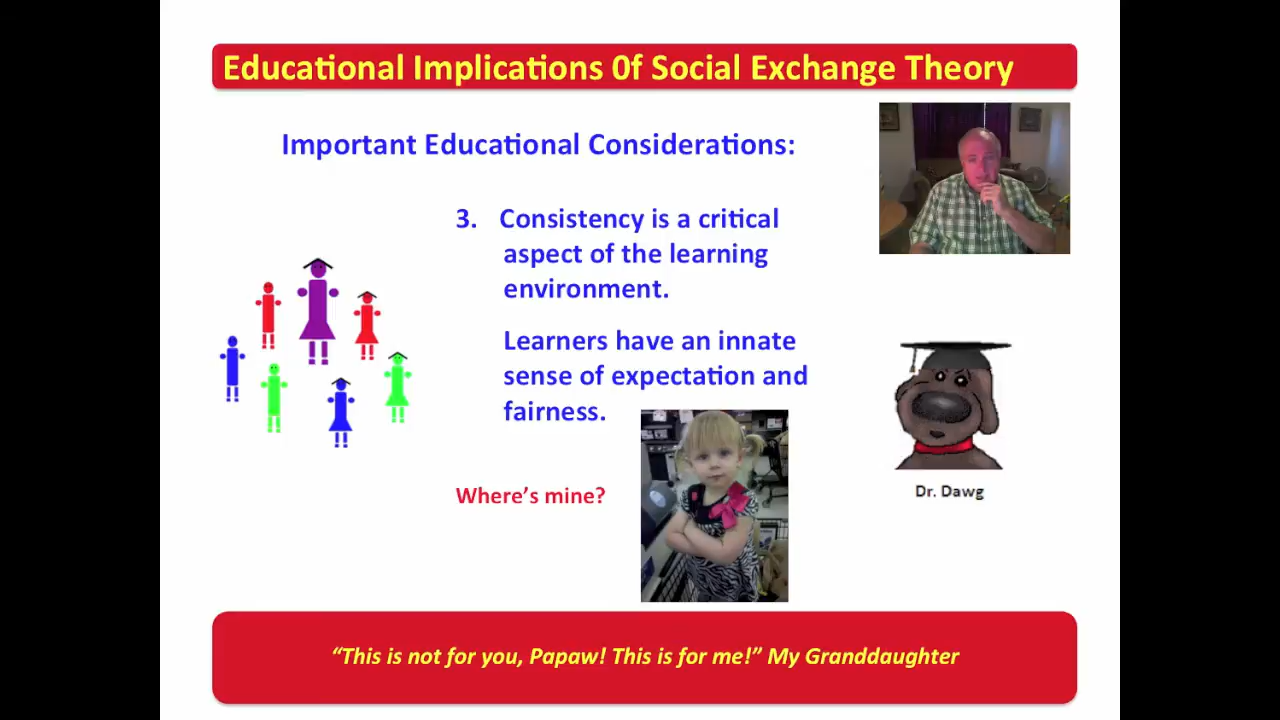 Educational Implications 0f Social Exchange Theory
Important Educational Considerations:
3. Consistency is a critical
aspect of the learning
environment.
Learners have an innate
sense of expectation and
fairness.
Where's mine?
Dr. Dawg
“This is not for you, Papaw! This is for me!” My Granddaughter